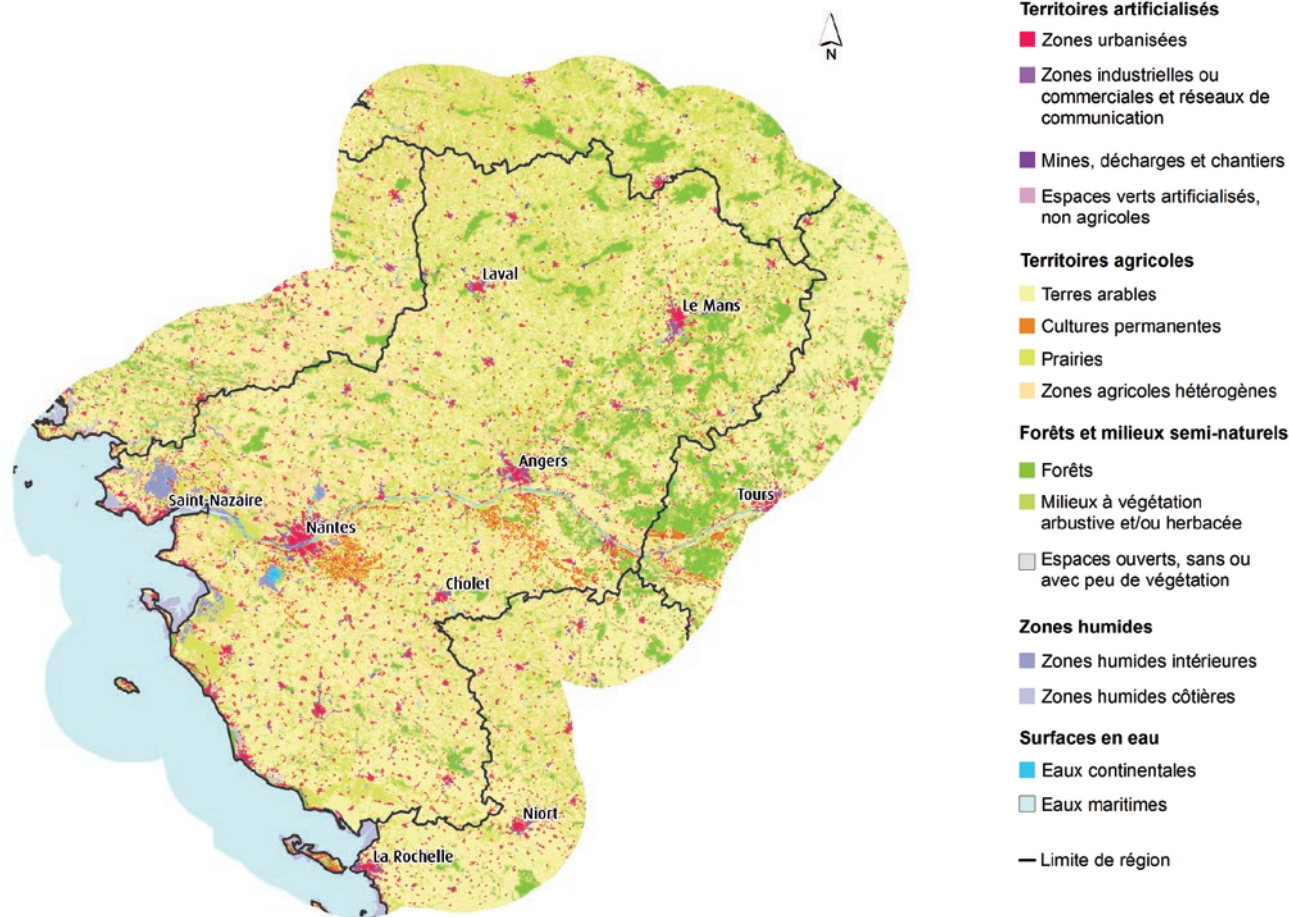 N
Laval
Le Mans
Angers
Tours
Saint-Nazaire
Nantes
Cholet
Niort
La Rochelle
Territoires artificialisés
Zones urbanisées
Zones industrielles ou
commerciales et réseaux de
communication
Mines, décharges et chantiers
Espaces verts artificialisés,
non agricoles
Territoires agricoles
Terres arables
Cultures permanentes
Prairies
Zones agricoles hétérogènes
Forêts et milieux semi-naturels
Forêts
Milieux à végétation
arbustive et/ou herbacée
Espaces ouverts, sans ou
avec peu de végétation
Zones humides
Zones humides intérieures
Zones humides côtières
Surfaces en eau
Eaux continentales
Eaux maritimes
Limite de région